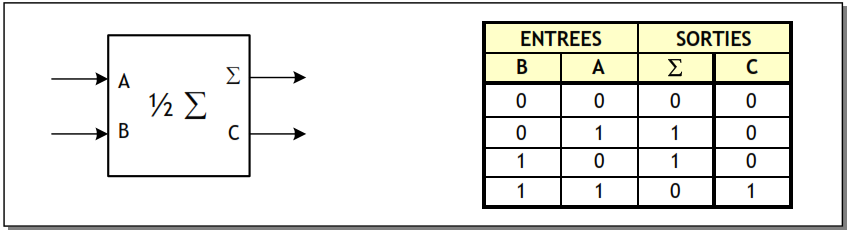 A
B
½ Σ
Σ
C
ENTREES SORTIES
B A Σ C
0 0 0 0
0 1 1 0
1 0 1 0
1 1 0 1